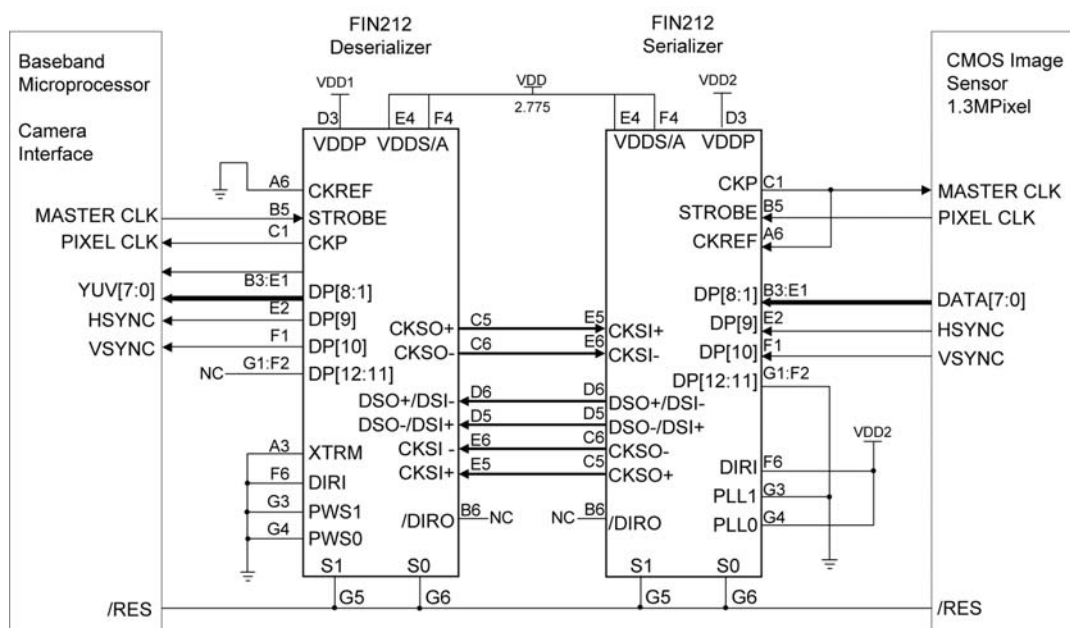 FIN212
Deserializer
FIN212
Serializer
Baseband
Microprocessor
Camera
Interface
CMOS Image
Sensor
1.3MPixel
VDD1
VDD
2.775
VDD2
D3
E4
F4
E4
F4
D3
VDDP
VDDS/A
VDDS/A
VDDP
A6
CKREF
MASTER CLK
B5
STROBE
PIXEL CLK
C1
CKP
YUV[7:0]
B3:E1
DP[8:1]
HSYNC
E2
DP[9]
VSYNC
F1
DP[10]
NC
G1:F2
DP[12:11]
A3
XTRM
F6
DIRI
G3
PWS1
G4
PWS0
CKSO+
C5
E5
CKSI+
CKSO-
C6
E6
CKSI-
DSO+/DSI-
D6
D6
DSO+/DSI-
DSO-/DSI+
D5
D5
DSO-/DSI+
CKSI -
E6
C6
CKSO-
CKSI+
E5
C5
CKSO+
/DIRO
B6
NC
NC
B6
/DIRO
CKP
C1
MASTER CLK
STROBE
B5
PIXEL CLK
CKREF
A6
DP[8:1]
B3:E1
DATA[7:0]
DP[9]
E2
HSYNC
DP[10]
F1
VSYNC
DP[12:11]
G1:F2
VDD2
DIRI
F6
PLL1
G3
PLL0
G4
S1
S0
S1
S0
/RES
G5
G6
G5
G6
/RES